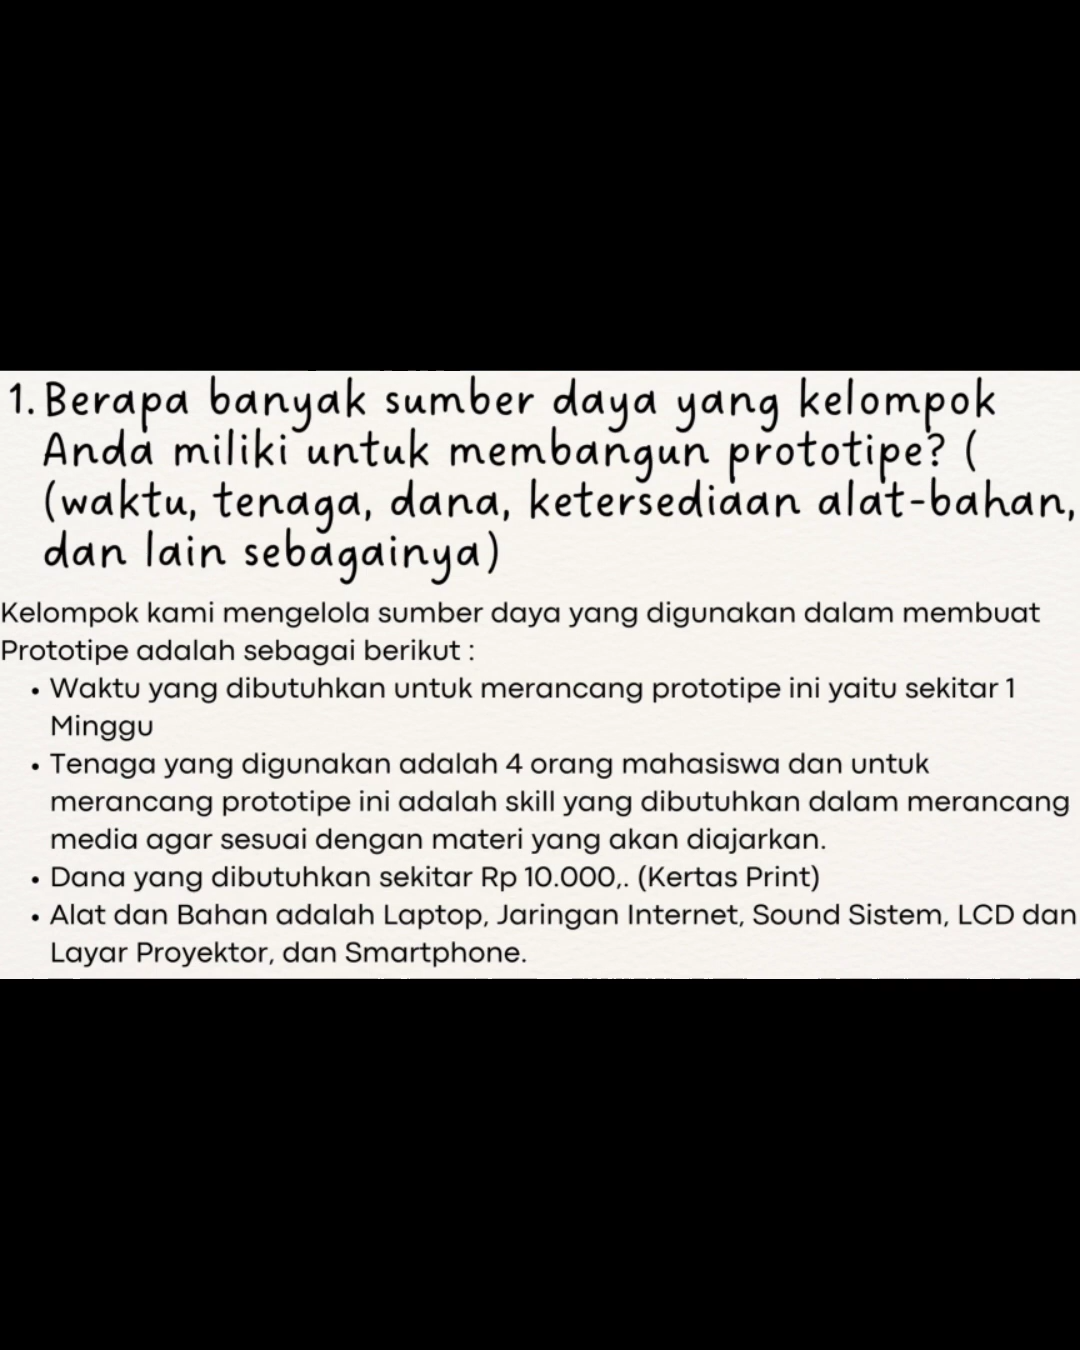 1. Berapa banyak sumber daya yang kelompok
Anda miliki untuk membangun prototipe? (
(waktu, tenaga, dana, ketersediaan alat-bahan,
dan lain sebagainya)
Kelompok kami mengelola sumber daya yang digunakan dalam membuat
Prototipe adalah sebagai berikut :
• Waktu yang dibutuhkan untuk merancang prototipe ini yaitu sekitar 1
Minggu
• Tenaga yang digunakan adalah 4 orang mahasiswa dan untuk
merancang prototipe ini adalah skill yang dibutuhkan dalam merancang
media agar sesuai dengan materi yang akan diajarkan.
• Dana yang dibutuhkan sekitar Rp 10.000,. (Kertas Print)
• Alat dan Bahan adalah Laptop, Jaringan Internet, Sound Sistem, LCD dan
Layar Proyektor, dan Smartphone.